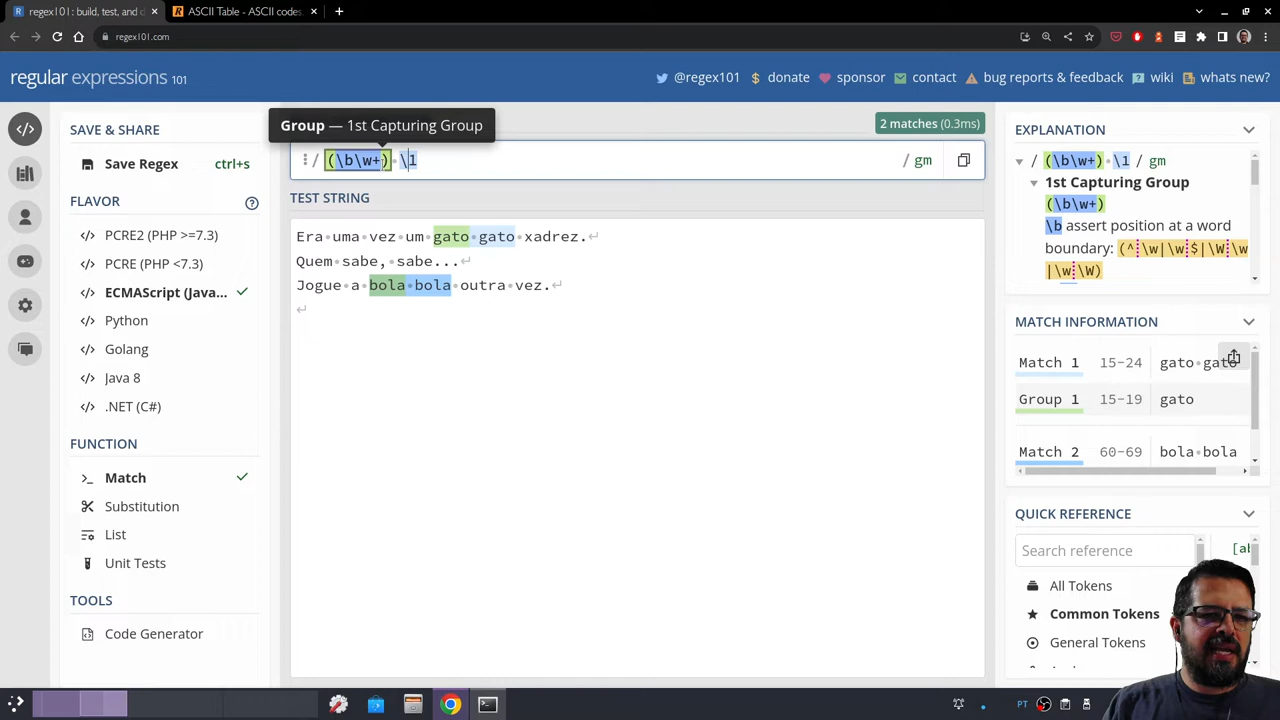 regex101: build, test, and d
ASCII Table - ASCII codes,
regex101.com
regular expressions 101
@regex101
donate
sponsor
contact
bug reports & feedback
wiki
whats new?
SAVE & SHARE
Save Regex
ctrl+s
FLAVOR
PCRE2 (PHP >=7.3)
PCRE (PHP <7.3)
ECMAScript (Java...
Python
Golang
Java 8
.NET (C#)
FUNCTION
Match
Substitution
List
Unit Tests
TOOLS
Code Generator
Group — 1st Capturing Group
2 matches (0.3ms)
/ (\b\w+)·\1 / gm
TEST STRING
Era·uma·vez·um·gato·gato·xadrez.↵
Quem·sabe,·sabe...↵
Jogue·a·bola·bola·outra·vez.↵
↵
EXPLANATION
/ (\b\w+)·\1 / gm
1st Capturing Group
(\b\w+)
\b assert position at a word
boundary: (^\w|\w$|\W\w
|\w\W)
MATCH INFORMATION
Match 1 15-24 gato·gato
Group 1 15-19 gato
Match 2 60-69 bola·bola
QUICK REFERENCE
Search reference
All Tokens
Common Tokens
General Tokens
PT